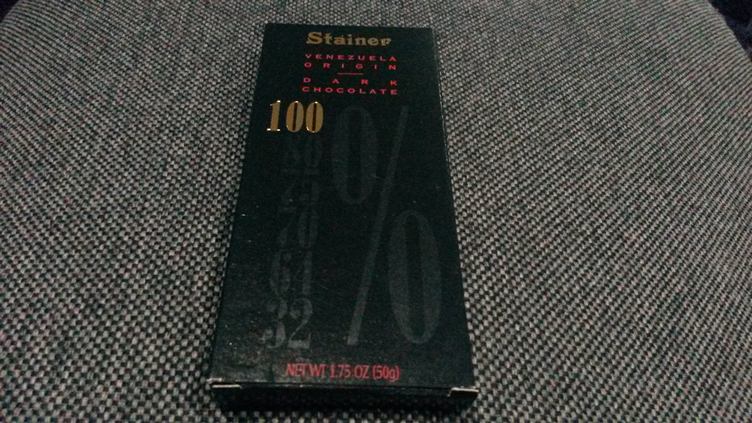 Stainer
VENEZUELA
ORIGIN
DARK
CHOCOLATE
100
%
NET WT 1.75 OZ (50g)